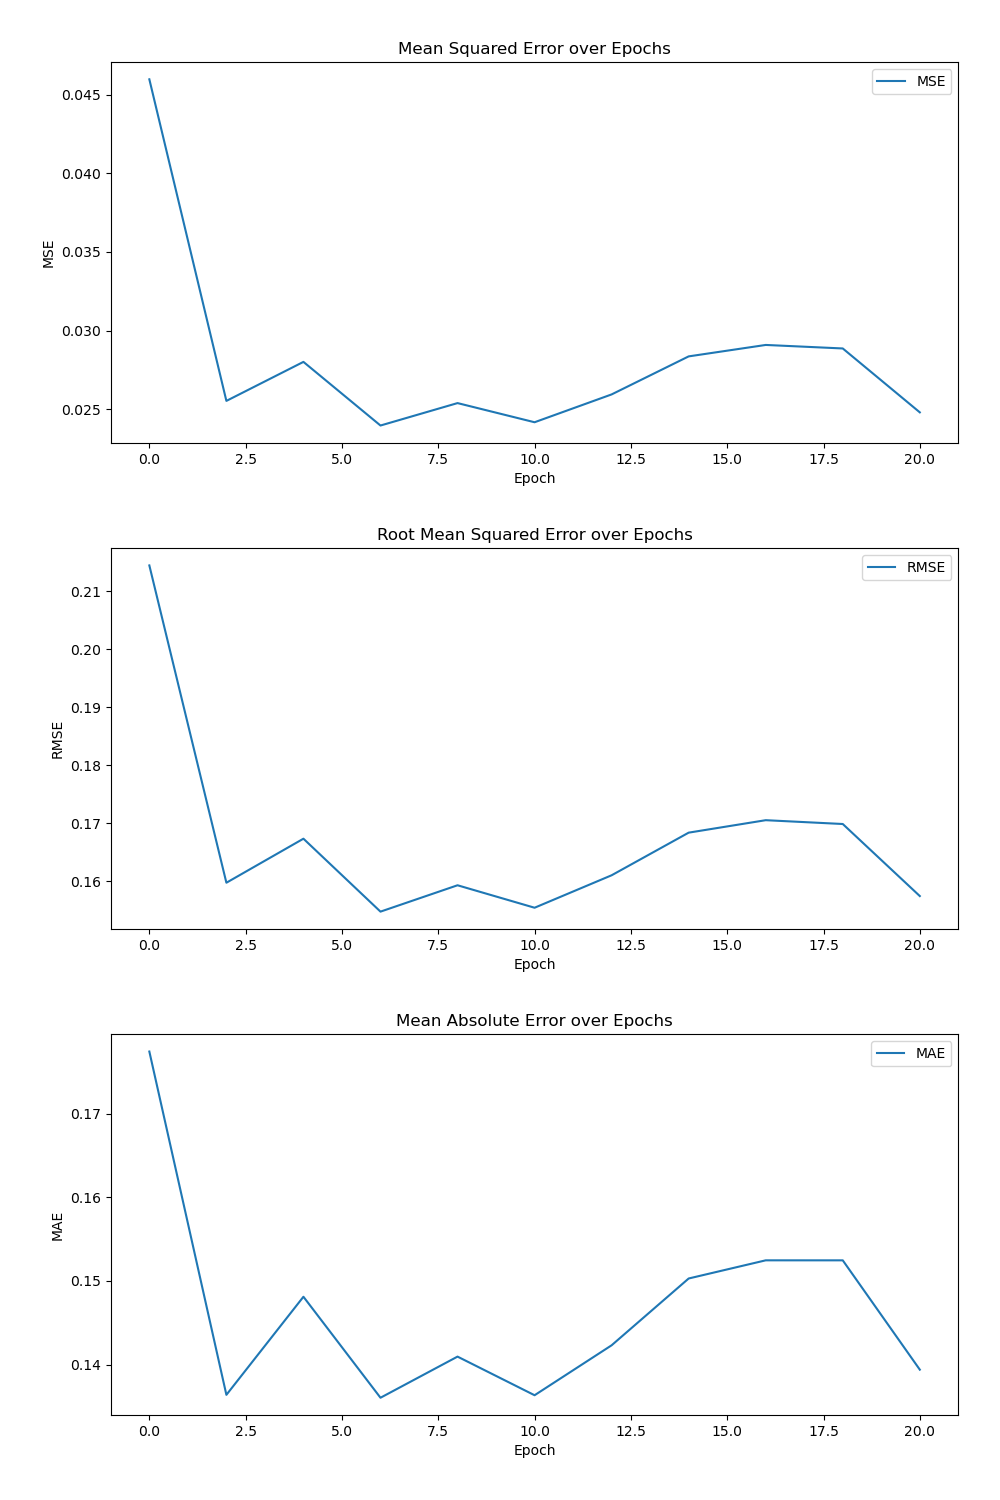 Mean Squared Error over Epochs
MSE
0.045
0.040
0.035
0.030
0.025
MSE
0.0 2.5 5.0 7.5 10.0 12.5 15.0 17.5 20.0
Epoch
Root Mean Squared Error over Epochs
RMSE
0.21
0.20
0.19
0.18
0.17
0.16
RMSE
0.0 2.5 5.0 7.5 10.0 12.5 15.0 17.5 20.0
Epoch
Mean Absolute Error over Epochs
MAE
0.17
0.16
0.15
0.14
MAE
0.0 2.5 5.0 7.5 10.0 12.5 15.0 17.5 20.0
Epoch